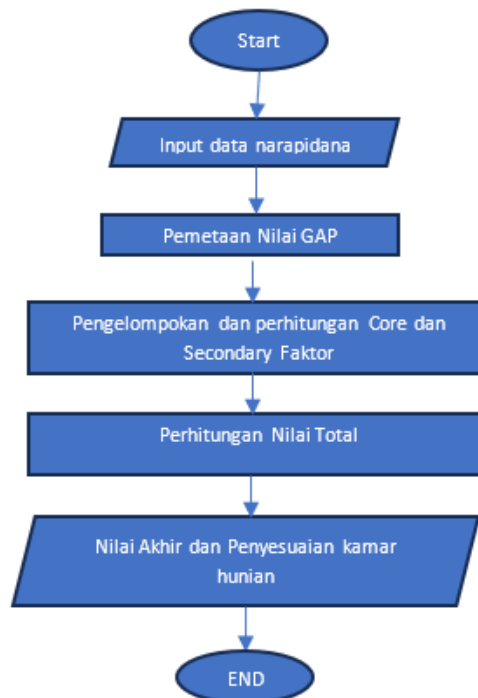 Start
Input data narapidana
Pemetaan Nilai GAP
Pengelompokan dan perhitungan Core dan
Secondary Faktor
Perhitungan Nilai Total
Nilai Akhir dan Penyesuaian kamar
hunian
END